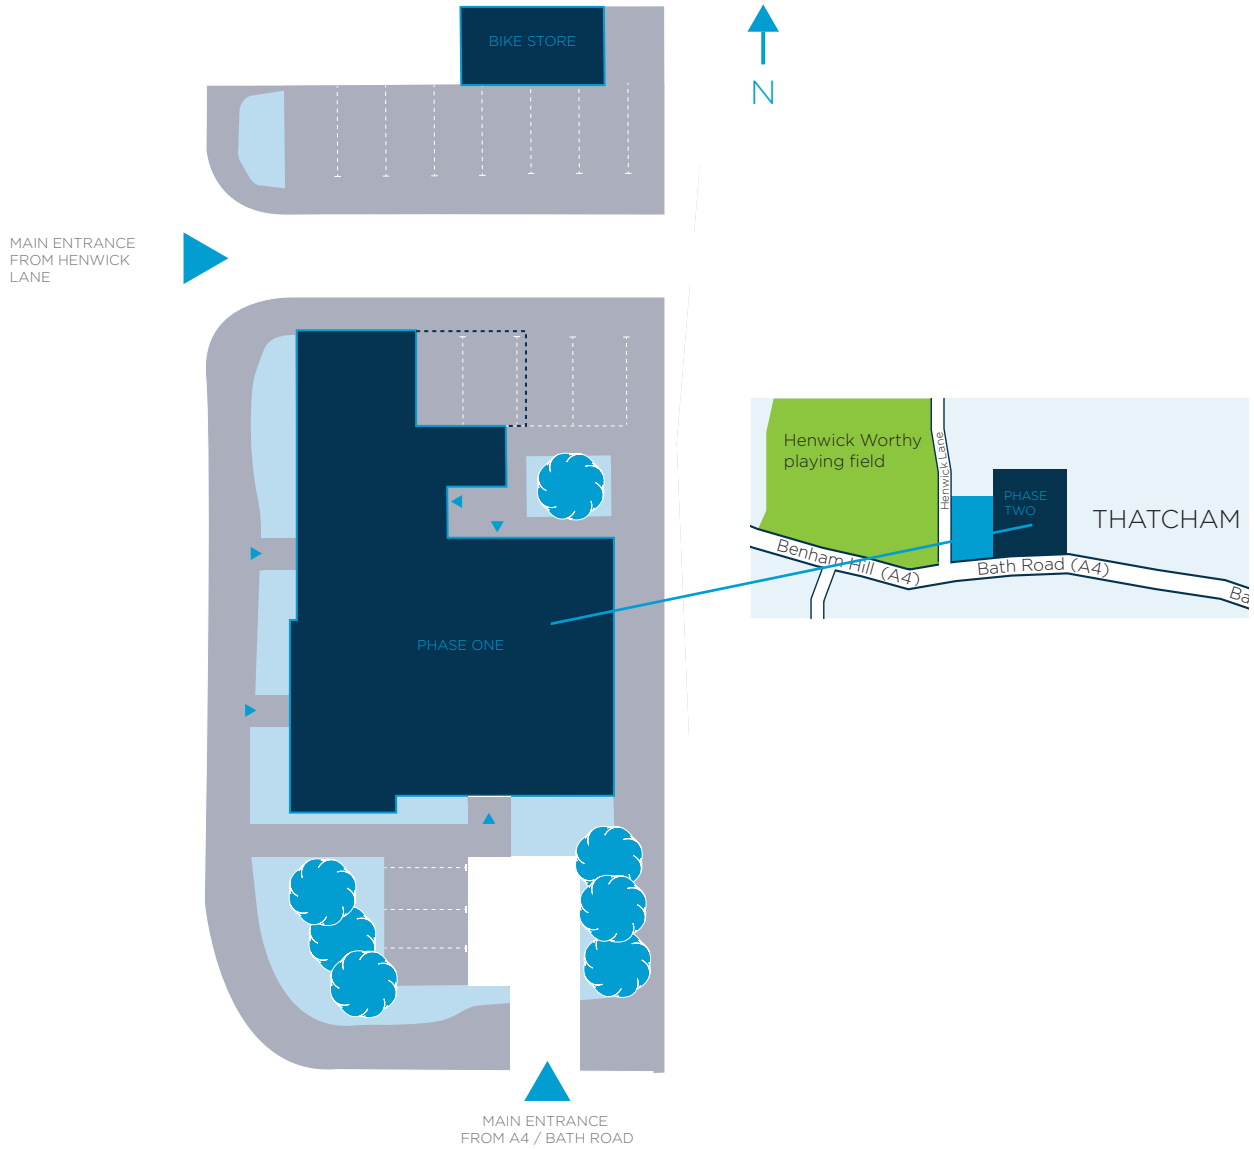 BIKE STORE
N
MAIN ENTRANCE
FROM HENWICK
LANE
Henwick Worthy
playing field
Henwick Lane
PHASE
TWO
THATCHAM
Benham Hill (A4)
Bath Road (A4)
Ba
PHASE ONE
MAIN ENTRANCE
FROM A4 / BATH ROAD